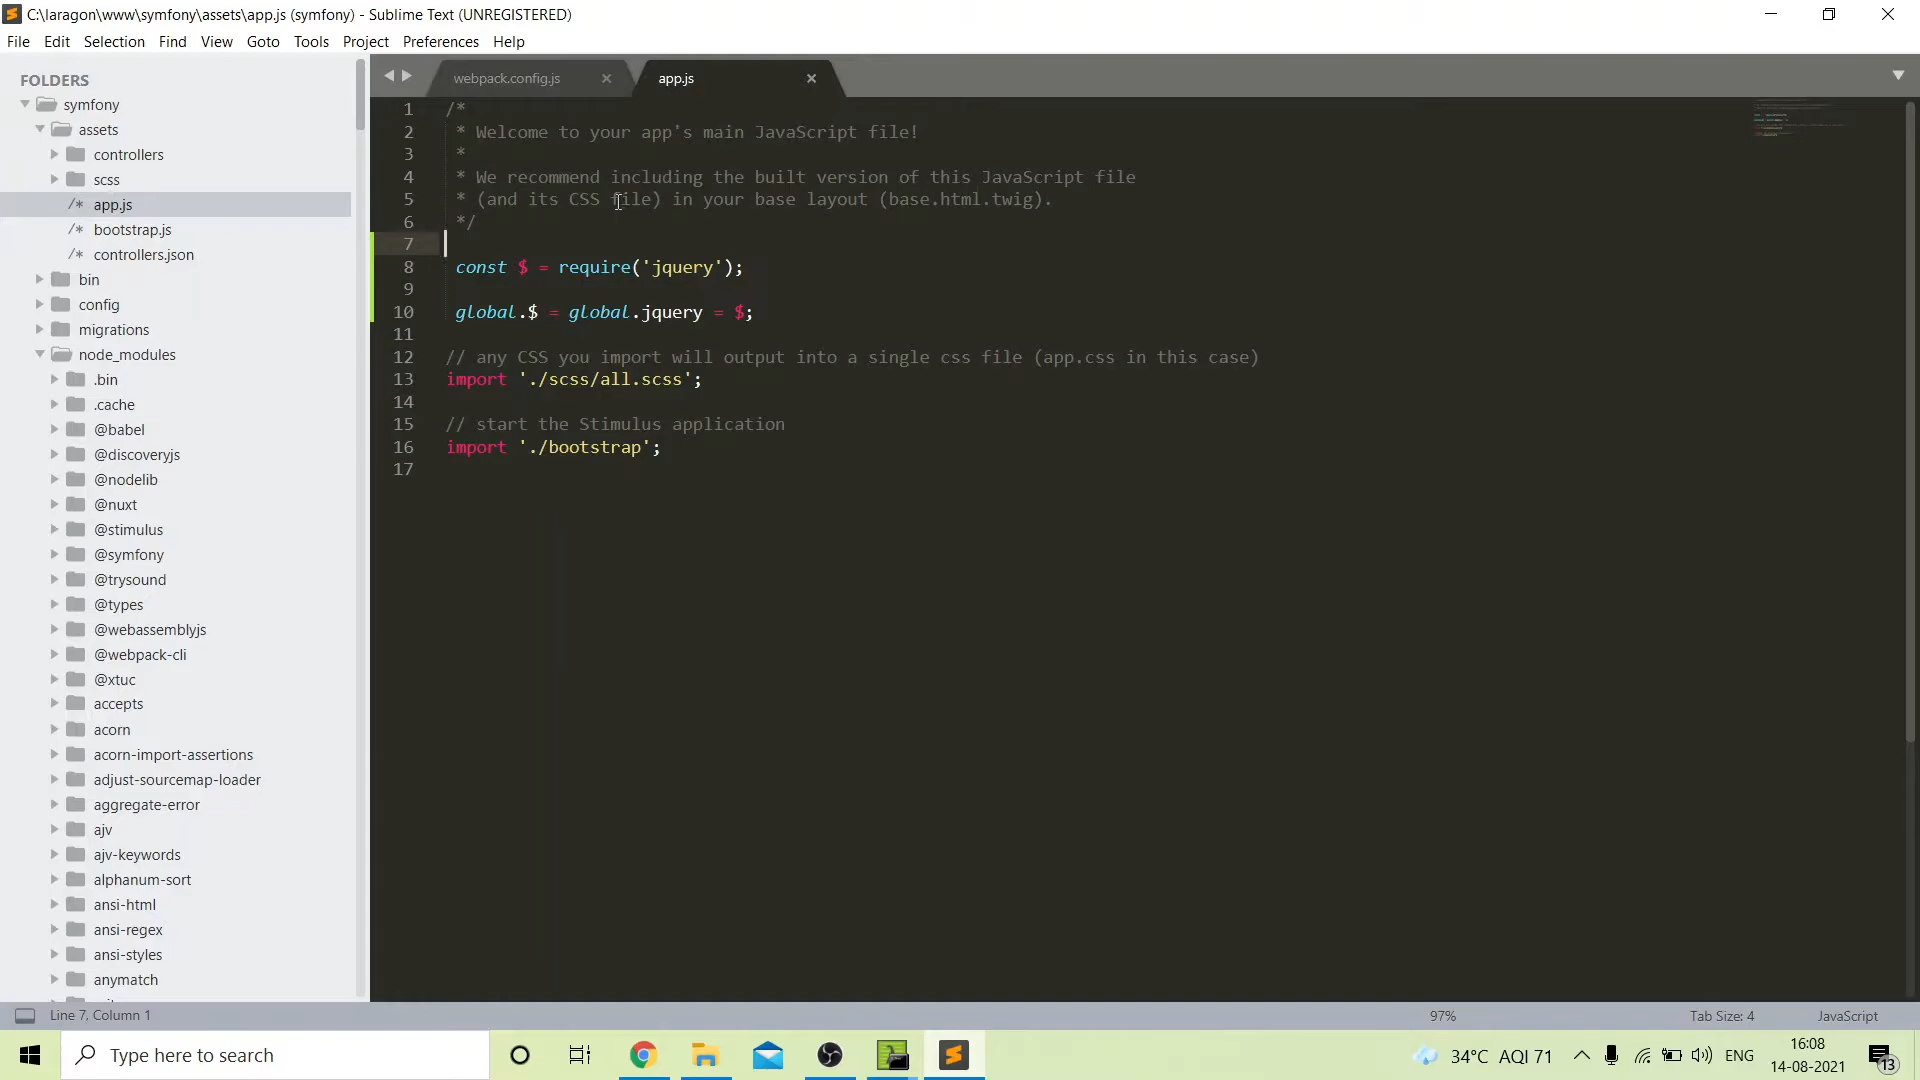 C:\laragon\www\symfony\assets\app.js (symfony) - Sublime Text (UNREGISTERED)
File Edit Selection Find View Goto Tools Project Preferences Help
FOLDERS
symfony
assets
controllers
scss
/* app.js
/* bootstrap.js
/* controllers.json
bin
config
migrations
node_modules
.bin
.cache
@babel
@discoveryjs
@nodelib
@nuxt
@stimulus
@symfony
@trysound
@types
@webassemblyjs
@webpack-cli
@xtuc
accepts
acorn
acorn-import-assertions
adjust-sourcemap-loader
aggregate-error
ajv
ajv-keywords
alphanum-sort
ansi-html
ansi-regex
ansi-styles
anymatch
webpack.config.js app.js
1 /*
2 * Welcome to your app's main JavaScript file!
3 *
4 * We recommend including the built version of this JavaScript file
5 * (and its CSS file) in your base layout (base.html.twig).
6 */
7
8 const $ = require('jquery');
9
10 global.$ = global.jquery = $;
11
12 // any CSS you import will output into a single css file (app.css in this case)
13 import './scss/all.scss';
14
15 // start the Stimulus application
16 import './bootstrap';
17
Line 7, Column 1 97% Tab Size: 4 JavaScript
Type here to search
34°C AQI 71 ENG 16:08
14-08-2021
13